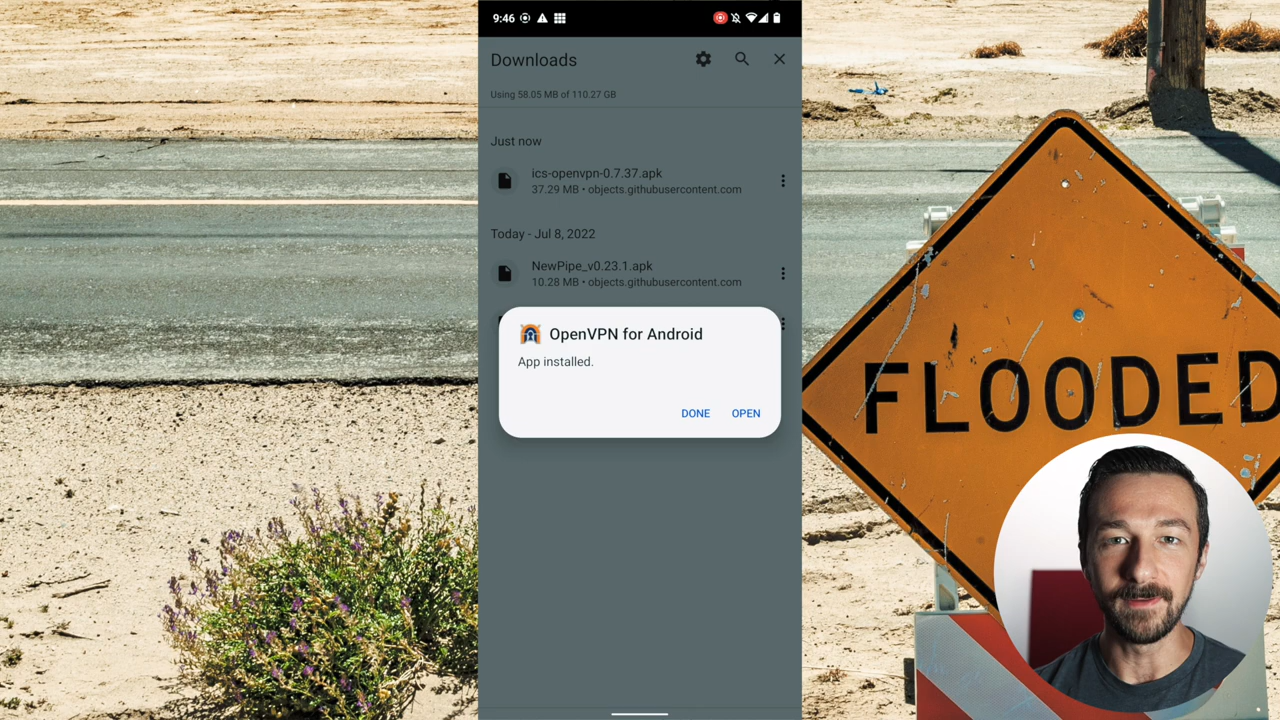 9:46
Downloads
Using 58.05 MB of 110.27 GB
Just now
ics-openvpn-0.7.37.apk
37.29 MB • objects.githubusercontent.com
Today - Jul 8, 2022
NewPipe_v0.23.1.apk
10.28 MB • objects.githubusercontent.com
OpenVPN for Android
App installed.
DONE OPEN
FLOODED